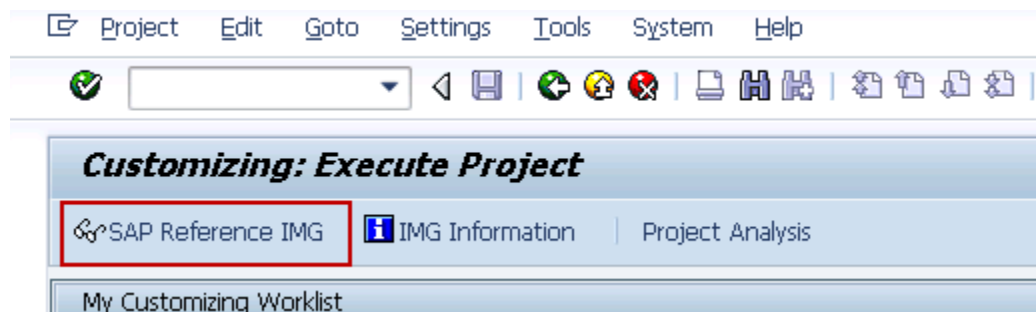 Project Edit Goto Settings Tools System Help
Customizing: Execute Project
SAP Reference IMG IMG Information Project Analysis
My Customizing Worklist